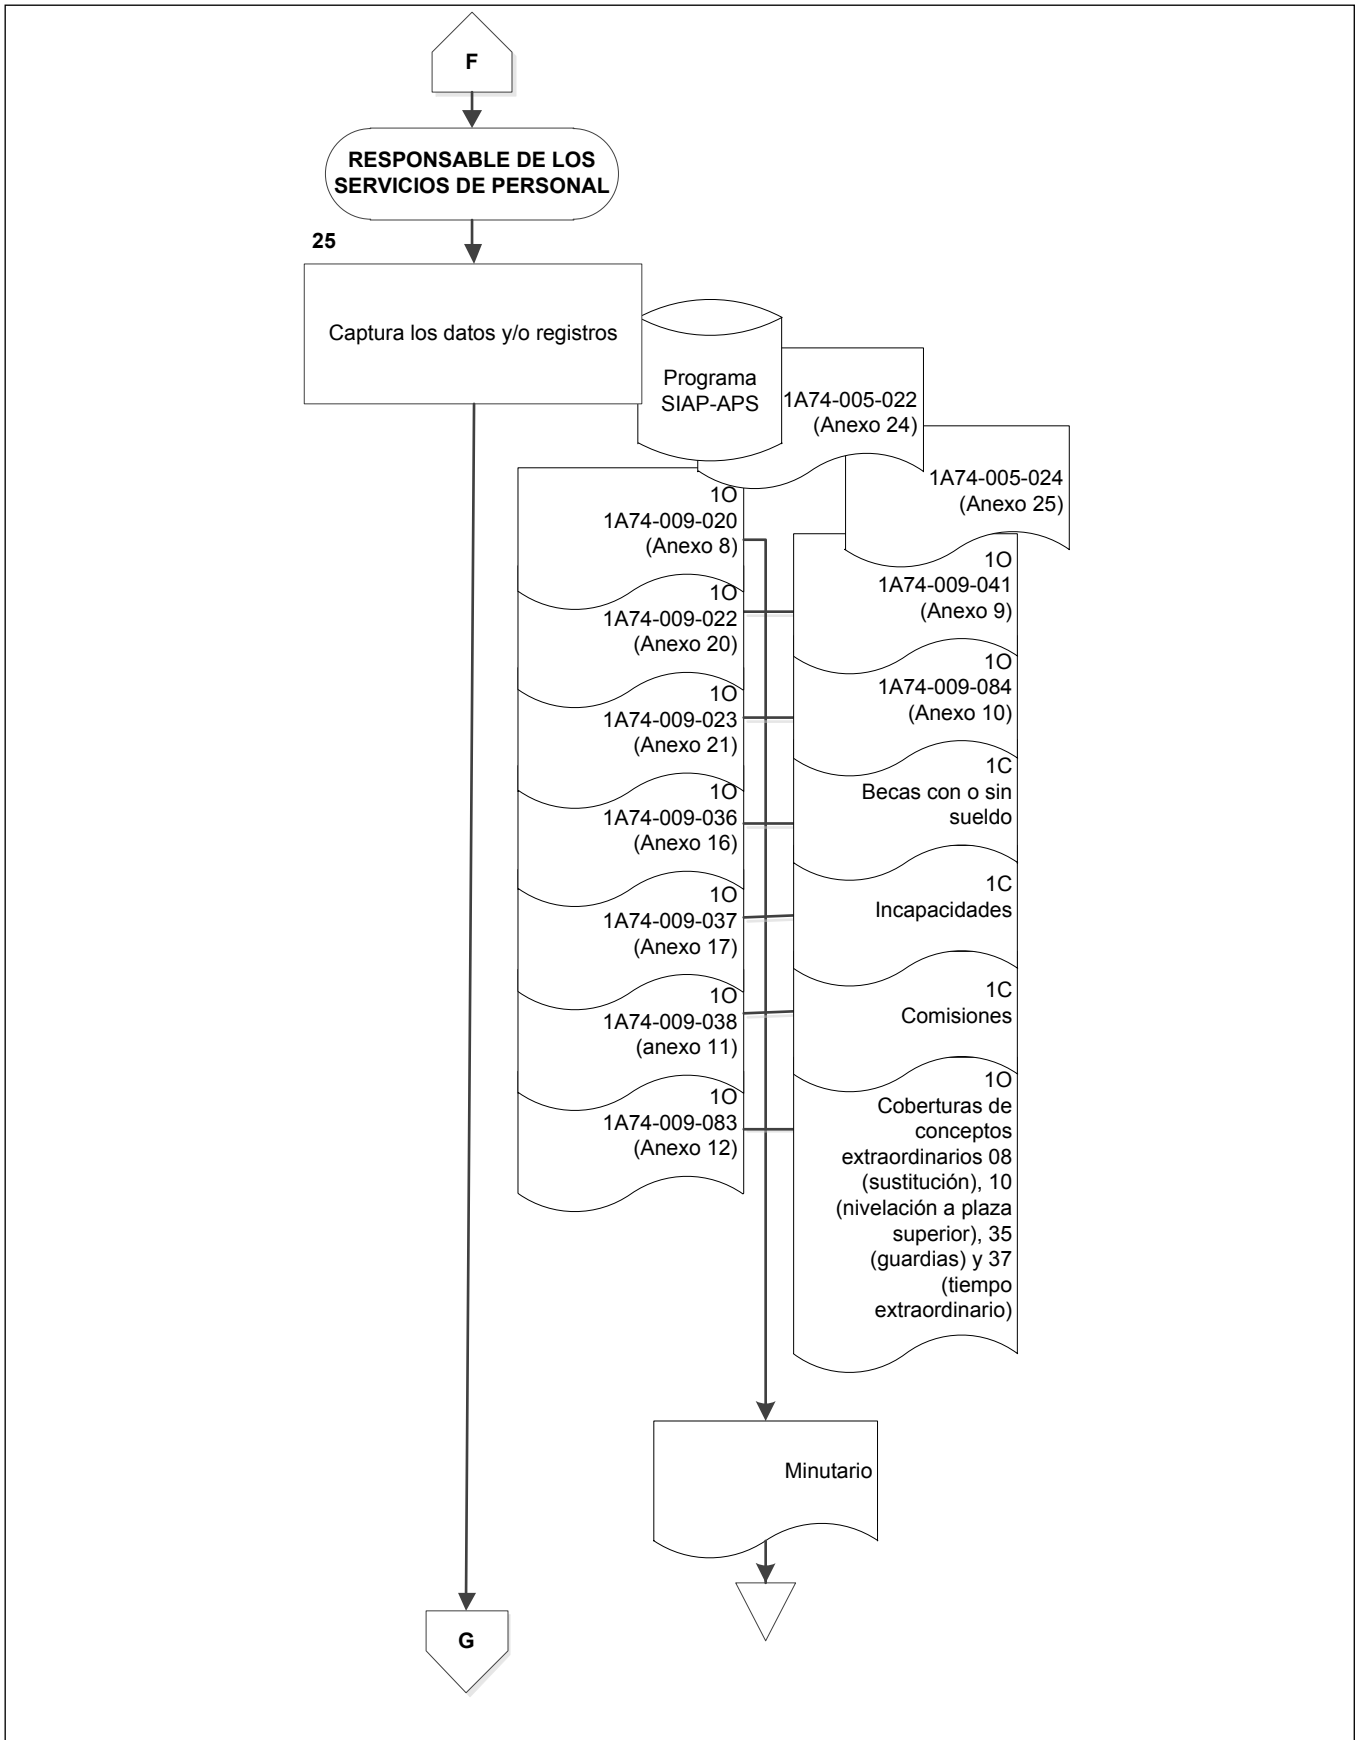 F
RESPONSABLE DE LOS
SERVICIOS DE PERSONAL
25
Captura los datos y/o registros
Programa
SIAP-APS
1A74-005-022
(Anexo 24)
1A74-005-024
(Anexo 25)
1O
1A74-009-020
(Anexo 8)
1O
1A74-009-022
(Anexo 20)
1O
1A74-009-023
(Anexo 21)
1O
1A74-009-036
(Anexo 16)
1O
1A74-009-037
(Anexo 17)
1O
1A74-009-038
(anexo 11)
1O
1A74-009-083
(Anexo 12)
1O
1A74-009-041
(Anexo 9)
1O
1A74-009-084
(Anexo 10)
1C
Becas con o sin
sueldo
1C
Incapacidades
1C
Comisiones
1O
Coberturas de
conceptos
extraordinarios 08
(sustitución), 10
(nivelación a plaza
superior), 35
(guardias) y 37
(tiempo
extraordinario)
Minutario
G